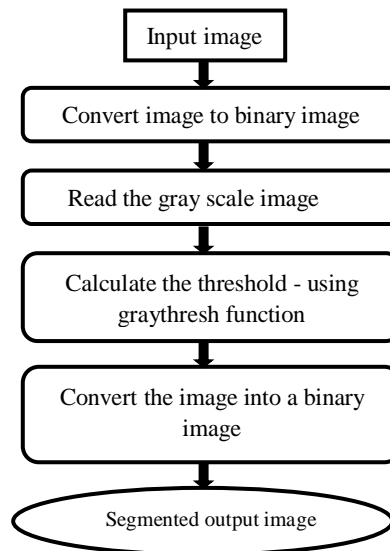 Input image
Convert image to binary image
Read the gray scale image
Calculate the threshold - using
graythresh function
Convert the image into a binary
image
Segmented output image